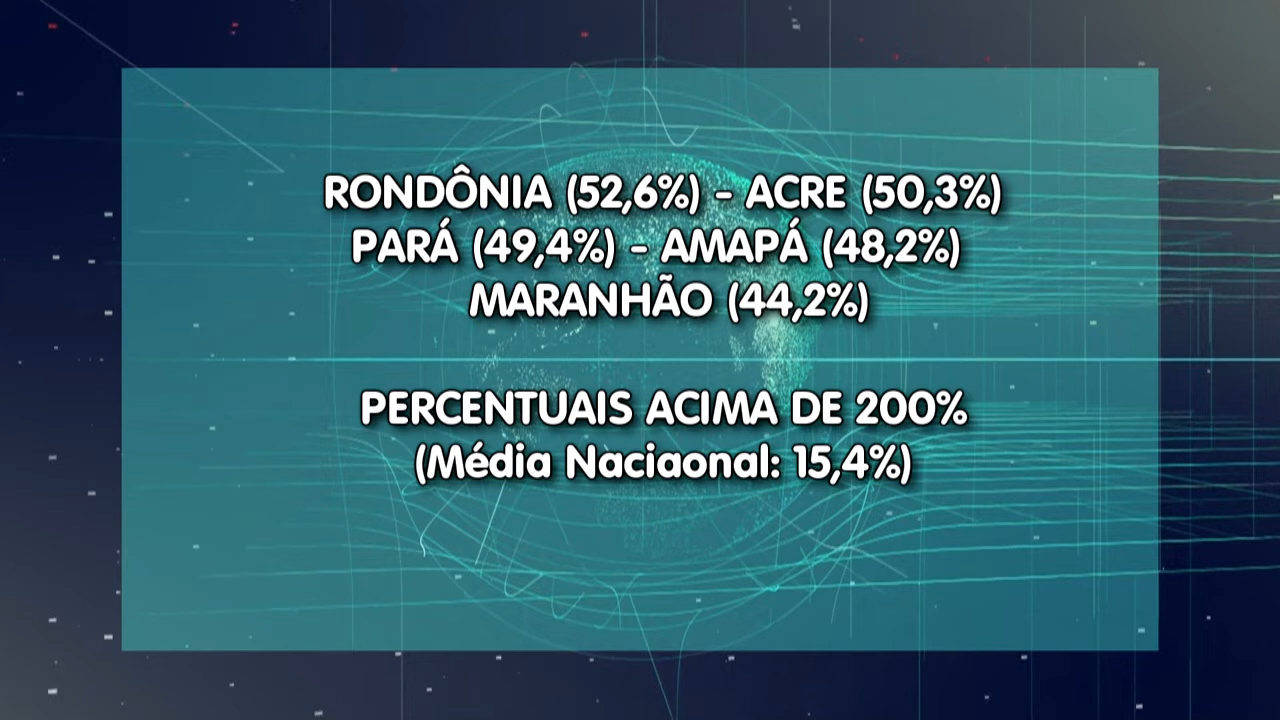 RONDÔNIA (52,6%) - ACRE (50,3%)
PARÁ (49,4%) - AMAPÁ (48,2%)
MARANHÃO (44,2%)
PERCENTUAIS ACIMA DE 200%
(Média Naciaonal: 15,4%)